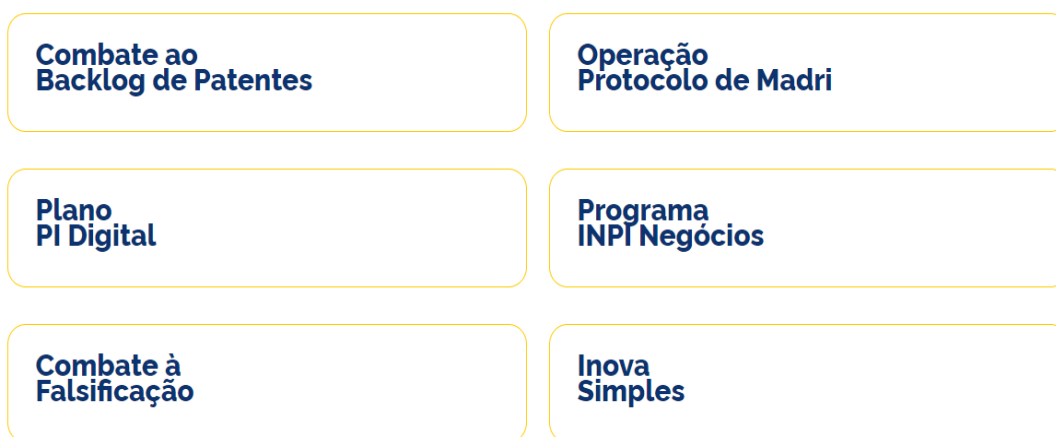 Combate ao
Backlog de Patentes
Operação
Protocolo de Madri
Plano
PI Digital
Programa
INPI Negócios
Combate à
Falsificação
Inova
Simples